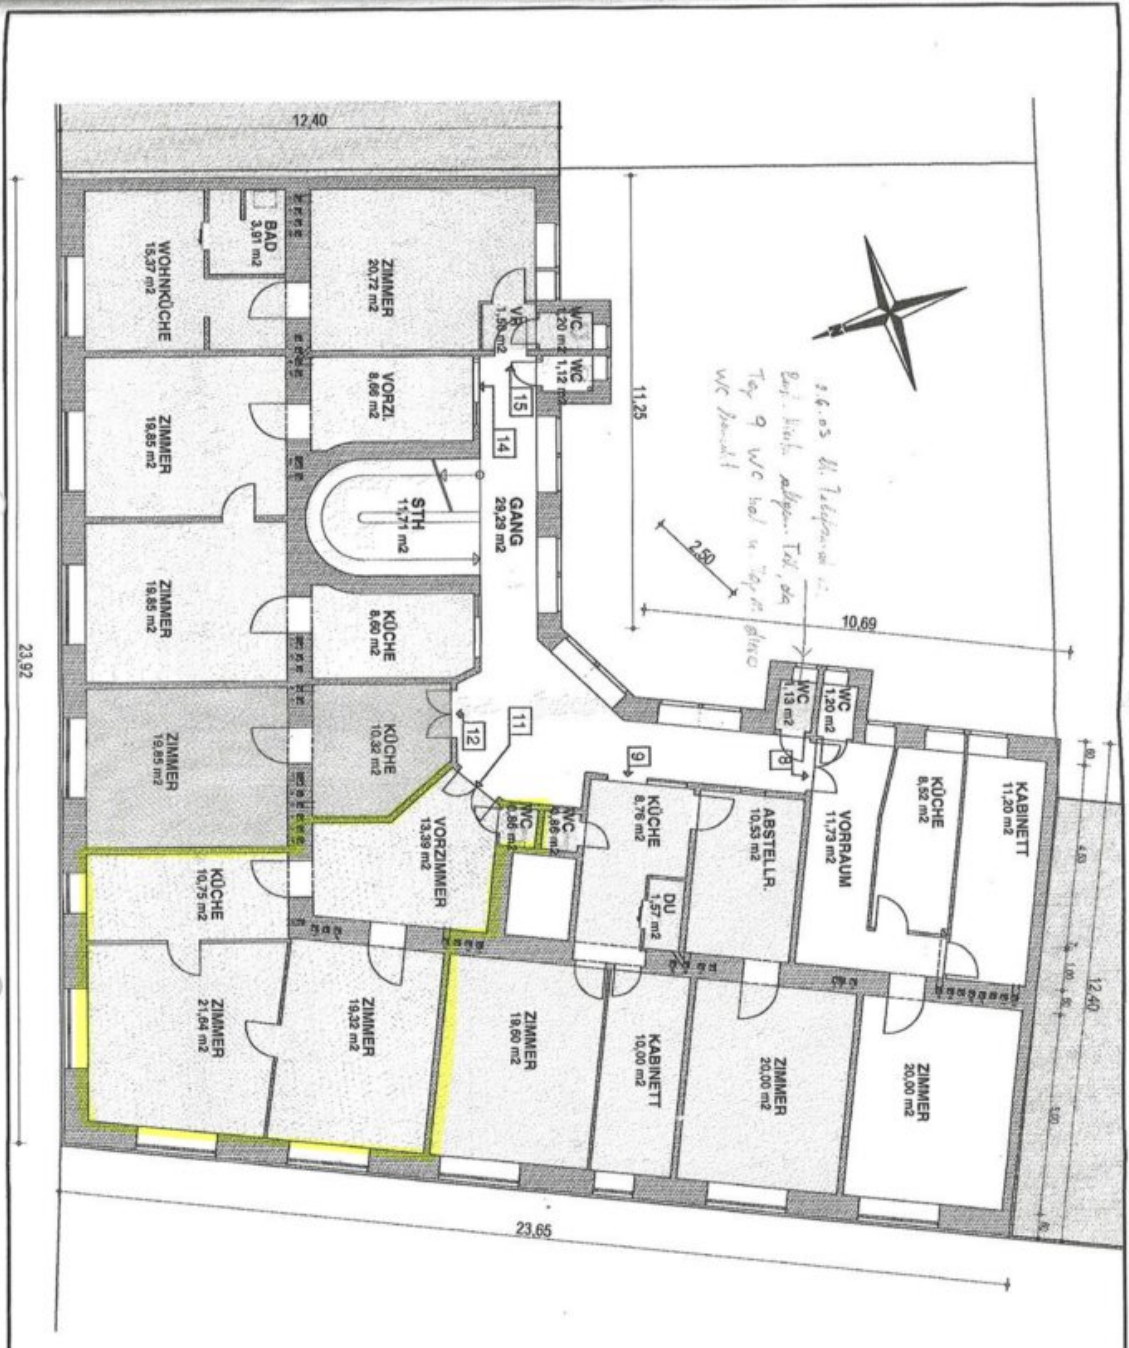 12,40
BAD
3,91 m2
WOHNKÜCHE
15,37 m2
ZIMMER
20,72 m2
VR
WC
1,20 m2
WC
1,12 m2
15
14
VORZI.
8,66 m2
ZIMMER
19,85 m2
11,25
N
2,50
STH
11,71 m2
GANG
29,29 m2
ZIMMER
19,85 m2
KÜCHE
8,60 m2
23,92
10,69
WC
1,13 m2
WC
1,20 m2
ZIMMER
19,85 m2
KÜCHE
10,32 m2
12
11
9
8
KÜCHE
8,76 m2
ABSTELLR.
10,53 m2
VORRAUM
11,73 m2
KÜCHE
8,52 m2
KABINETT
11,20 m2
WC
0,86 m2
WC
0,86 m2
VORZIMMER
13,39 m2
DU
1,57 m2
KÜCHE
10,75 m2
60
4,53
1,00
12,40
ZIMMER
21,64 m2
ZIMMER
19,32 m2
ZIMMER
19,60 m2
KABINETT
10,00 m2
ZIMMER
20,00 m2
ZIMMER
20,00 m2
23,65